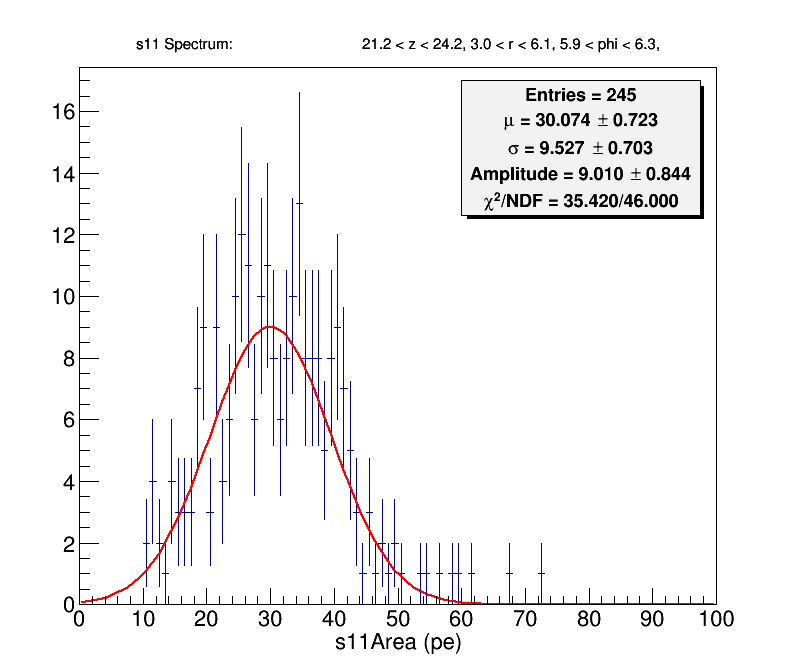 s11 Spectrum: 21.2 < z < 24.2, 3.0 < r < 6.1, 5.9 < phi < 6.3,
Entries = 245
μ = 30.074 ± 0.723
σ = 9.527 ± 0.703
Amplitude = 9.010 ± 0.844
χ²/NDF = 35.420/46.000
16
14
12
10
8
6
4
2
0
0 10 20 30 40 50 60 70 80 90 100
s11Area (pe)